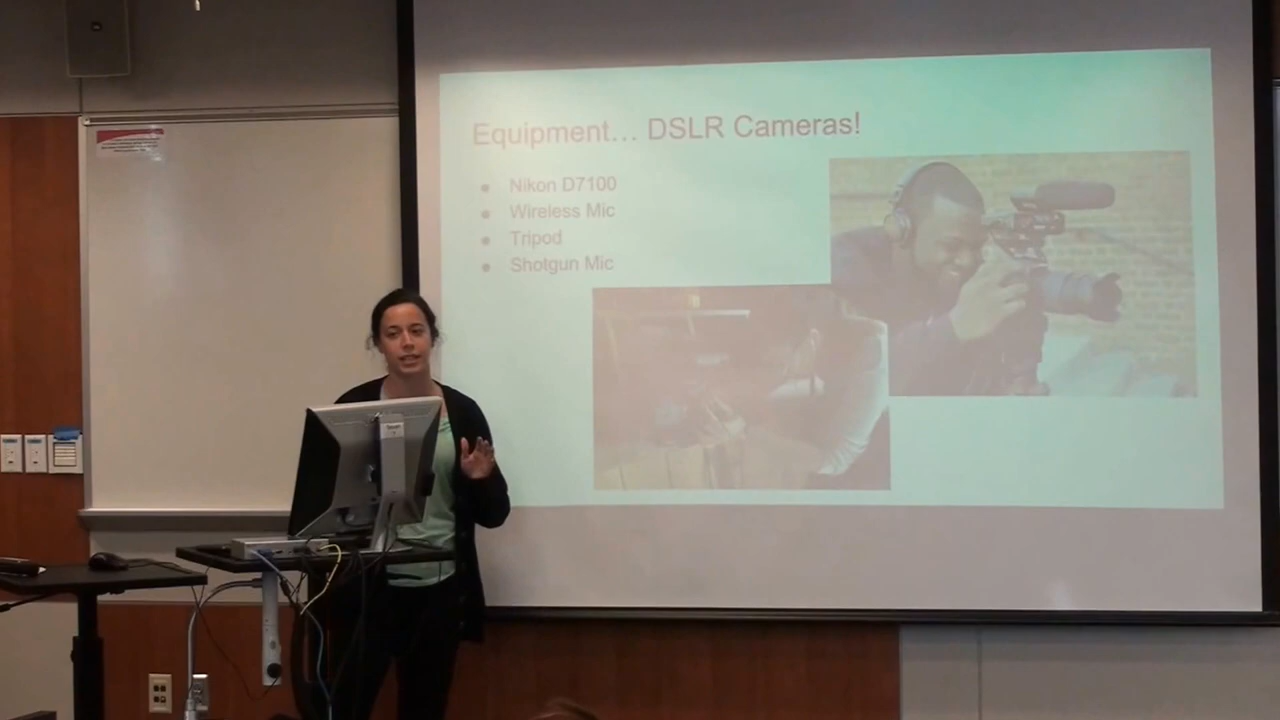 Equipment... DSLR Cameras!
Nikon D7100
Wireless Mic
Tripod
Shotgun Mic